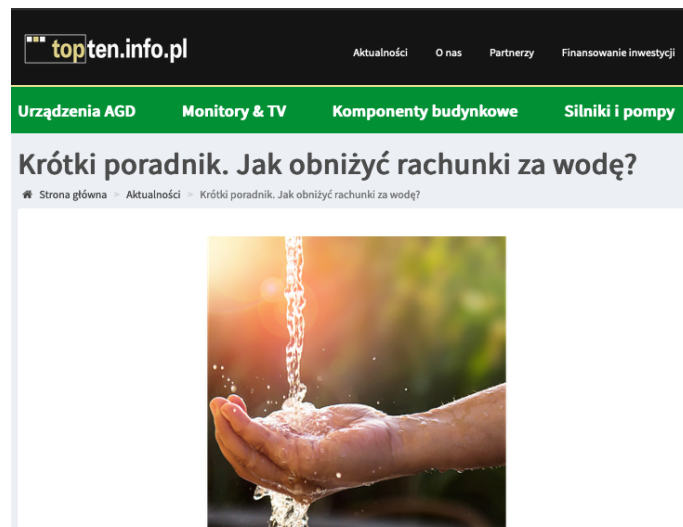 topten.info.pl
Aktualności O nas Partnerzy Finansowanie inwestycji
Urządzenia AGD Monitory & TV Komponenty budynkowe Silniki i pompy
Krótki poradnik. Jak obniżyć rachunki za wodę?
Strona główna > Aktualności > Krótki poradnik. Jak obniżyć rachunki za wodę?